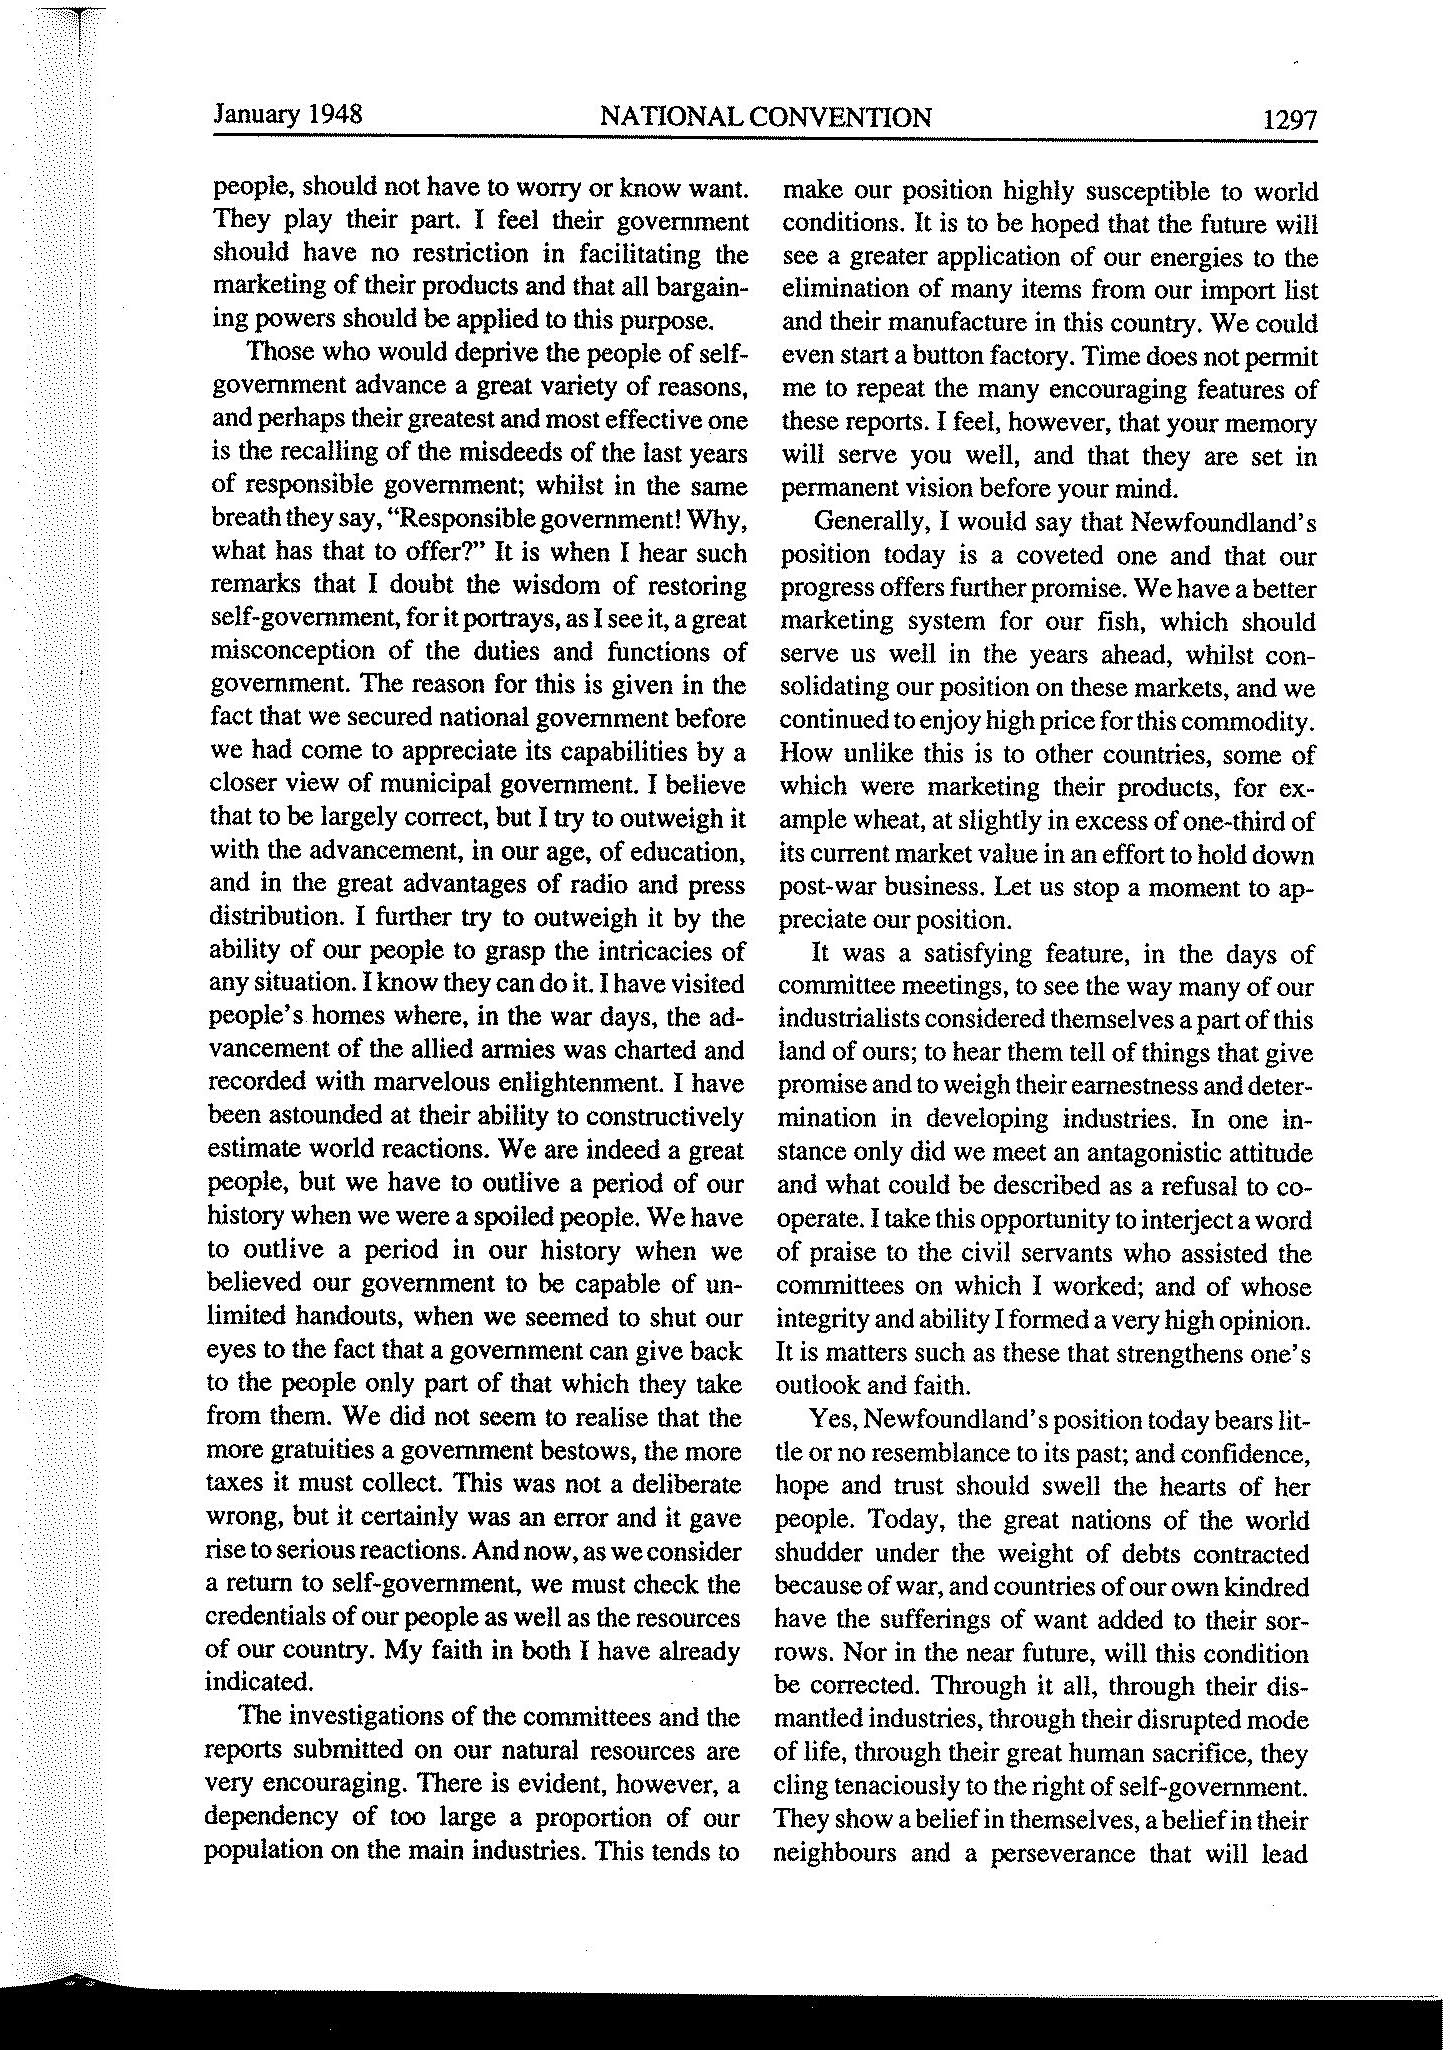 January 1948
NATIONAL CONVENTION
1297
people, should not have to worry or know want.
They play their part. I feel their government
should have no restriction in facilitating the
marketing of their products and that all bargain-
ing powers should be applied to this purpose.
Those who would deprive the people of self-
government advance a great variety of reasons,
and perhaps their greatest and most effective one
is the recalling of the misdeeds of the last years
of responsible government; whilst in the same
breath they say, “Responsible government! Why,
what has that to offer?” It is when I hear such
remarks that I doubt the wisdom of restoring
self-government, for it portrays, as I see it, a great
misconception of the duties and functions of
government. The reason for this is given in the
fact that we secured national government before
we had come to appreciate its capabilities by a
closer view of municipal government. I believe
that to be largely correct, but I try to outweigh it
with the advancement, in our age, of education,
and in the great advantages of radio and press
distribution. I further try to outweigh it by the
ability of our people to grasp the intricacies of
any situation. I know they can do it. I have visited
people's homes where, in the war days, the ad-
vancement of the allied armies was charted and
recorded with marvelous enlightenment. I have
been astounded at their ability to constructively
estimate world reactions. We are indeed a great
people, but we have to outlive a period of our
history when we were a spoiled people. We have
to outlive a period in our history when we
believed our government to be capable of un-
limited handouts, when we seemed to shut our
eyes to the fact that a government can give back
to the people only part of that which they take
from them. We did not seem to realise that the
more gratuities a government bestows, the more
taxes it must collect. This was not a deliberate
wrong, but it certainly was an error and it gave
rise to serious reactions. And now, as we consider
a return to self-government, we must check the
credentials of our people as well as the resources
of our country. My faith in both I have already
indicated.
The investigations of the committees and the
reports submitted on our natural resources are
very encouraging. There is evident, however, a
dependency of too large a proportion of our
population on the main industries. This tends to
make our position highly susceptible to world
conditions. It is to be hoped that the future will
see a greater application of our energies to the
elimination of many items from our import list
and their manufacture in this country. We could
even start a button factory. Time does not permit
me to repeat the many encouraging features of
these reports. I feel, however, that your memory
will serve you well, and that they are set in
permanent vision before your mind.
Generally, I would say that Newfoundland's
position today is a coveted one and that our
progress offers further promise. We have a better
marketing system for our fish, which should
serve us well in the years ahead, whilst con-
solidating our position on these markets, and we
continued to enjoy high price for this commodity.
How unlike this is to other countries, some of
which were marketing their products, for ex-
ample wheat, at slightly in excess of one-third of
its current market value in an effort to hold down
post-war business. Let us stop a moment to ap-
preciate our position.
It was a satisfying feature, in the days of
committee meetings, to see the way many of our
industrialists considered themselves a part of this
land of ours; to hear them tell of things that give
promise and to weigh their earnestness and deter-
mination in developing industries. In one in-
stance only did we meet an antagonistic attitude
and what could be described as a refusal to co-
operate. I take this opportunity to interject a word
of praise to the civil servants who assisted the
committees on which I worked; and of whose
integrity and ability I formed a very high opinion.
It is matters such as these that strengthens one's
outlook and faith.
Yes, Newfoundland's position today bears lit-
tle or no resemblance to its past; and confidence,
hope and trust should swell the hearts of her
people. Today, the great nations of the world
shudder under the weight of debts contracted
because of war, and countries of our own kindred
have the sufferings of want added to their sor-
rows. Nor in the near future, will this condition
be corrected. Through it all, through their dis-
mantled industries, through their disrupted mode
of life, through their great human sacrifice, they
cling tenaciously to the right of self-government.
They show a belief in themselves, a belief in their
neighbours and a perseverance that will lead